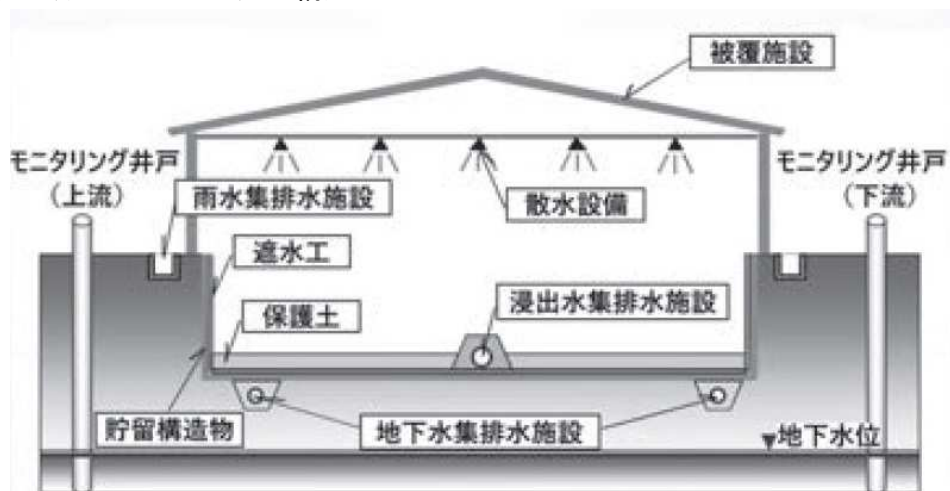 被覆施設
モニタリング井戸
(上流)
モニタリング井戸
(下流)
雨水集排水施設
散水設備
遮水工
浸出水集排水施設
保護土
貯留構造物
地下水集排水施設
▼地下水位